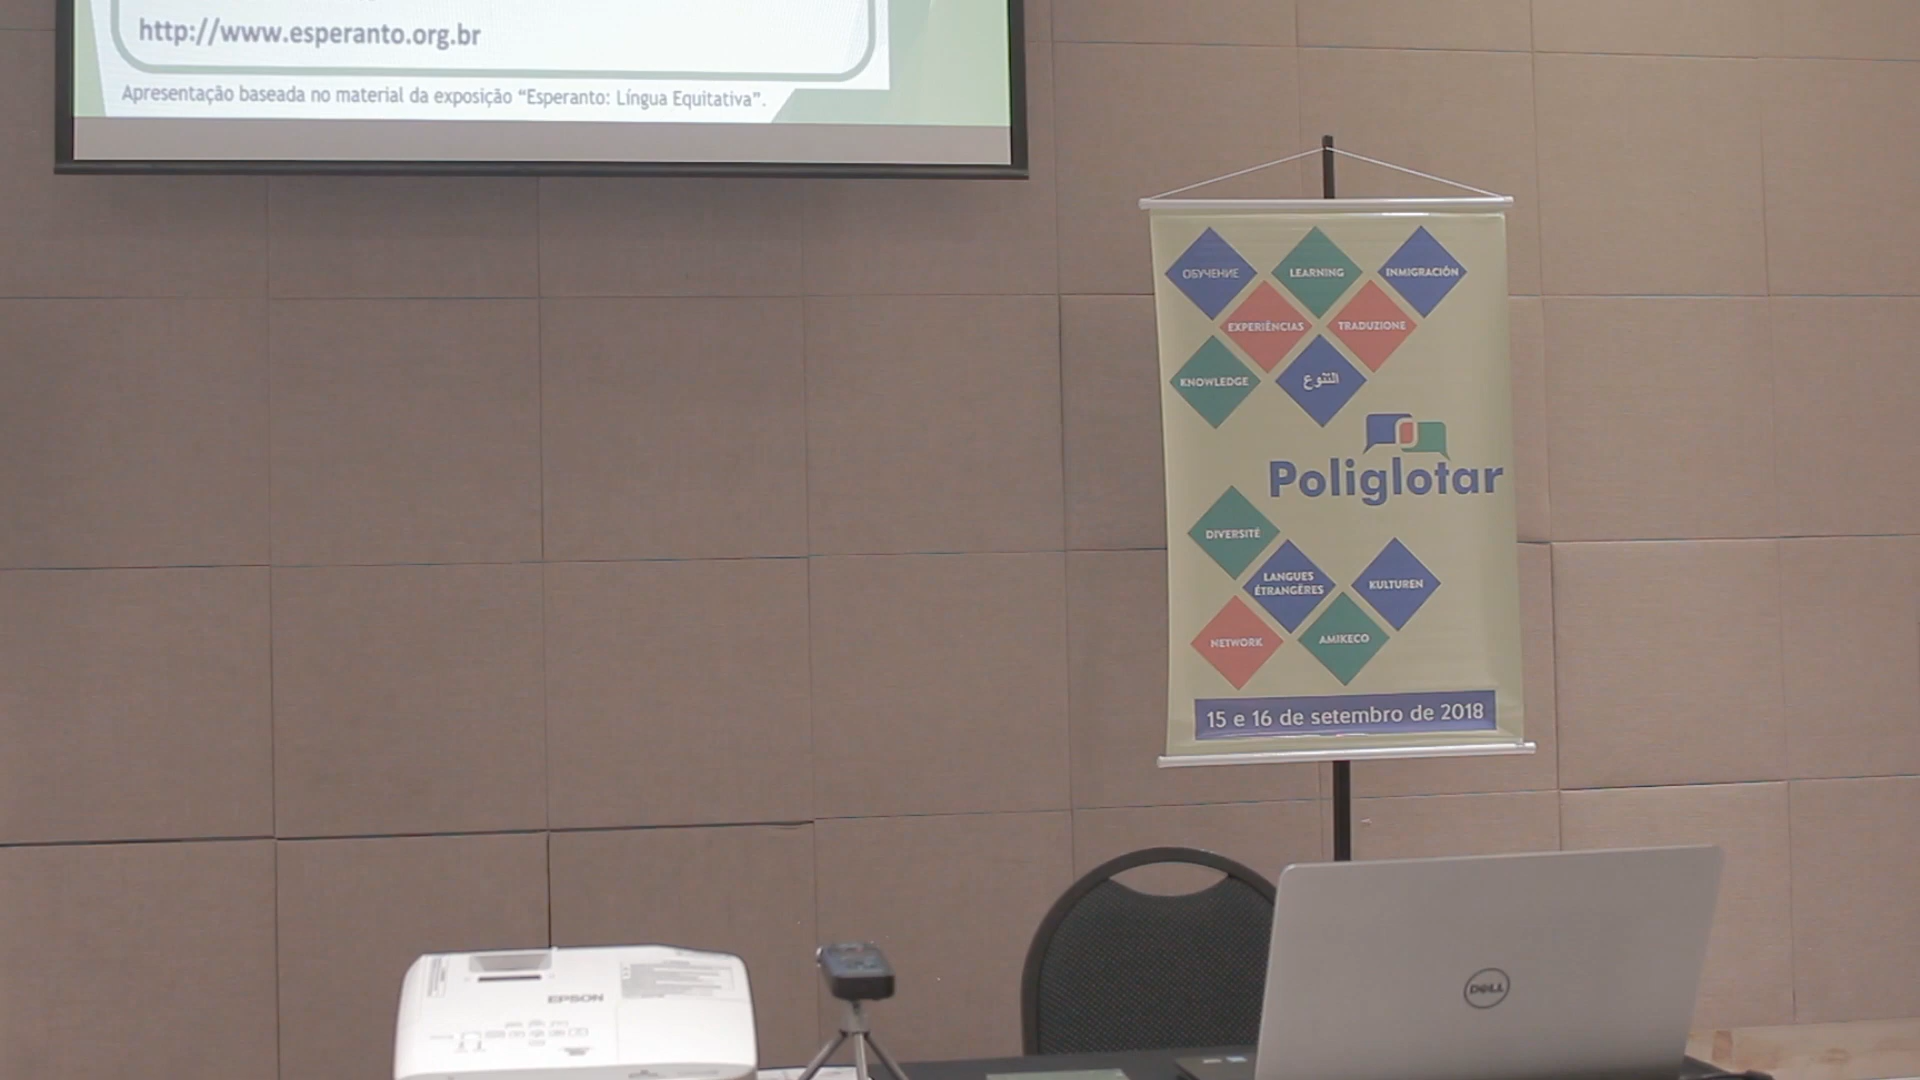 http://www.esperanto.org.br
Apresentação baseada no material da exposição “Esperanto: Língua Equitativa”.
ОБУЧЕНИЕ
LEARNING
INMIGRACIÓN
EXPERIÊNCIAS
TRADUZIONE
KNOWLEDGE
التنوع
Poliglotar
DIVERSITÉ
LANGUES
ÉTRANGÈRES
KULTUREN
NETWORK
AMIKECO
15 e 16 de setembro de 2018
EPSON
DELL